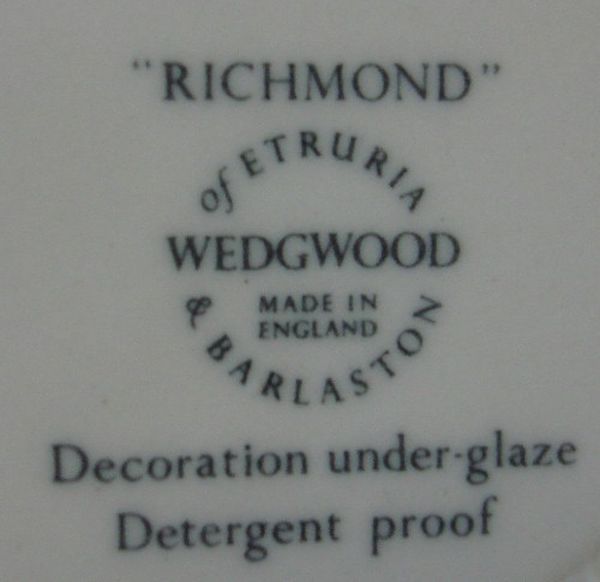 "RICHMOND"
of ETRURIA
WEDGWOOD
MADE IN
ENGLAND
& BARLASTON
Decoration under-glaze
Detergent proof